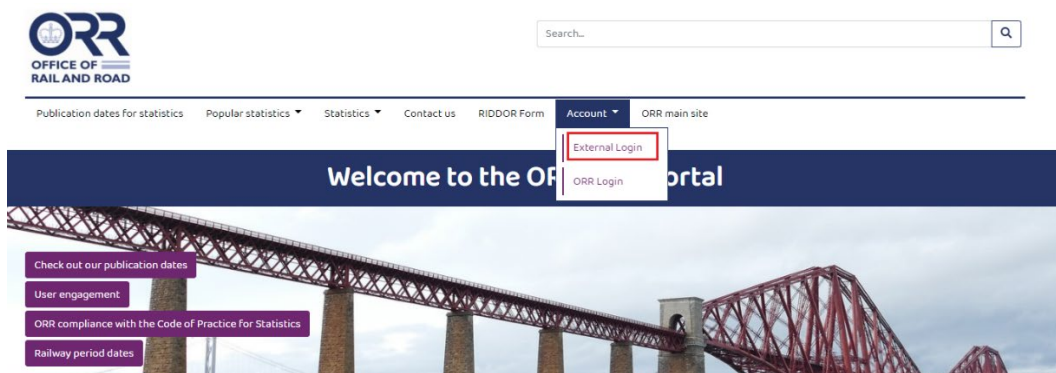 ORR
OFFICE OF
RAIL AND ROAD
Search...
Publication dates for statistics Popular statistics Statistics Contact us RIDDOR Form Account ORR main site
External Login
ORR Login
Welcome to the OR ortal
Check out our publication dates
User engagement
ORR compliance with the Code of Practice for Statistics
Railway period dates